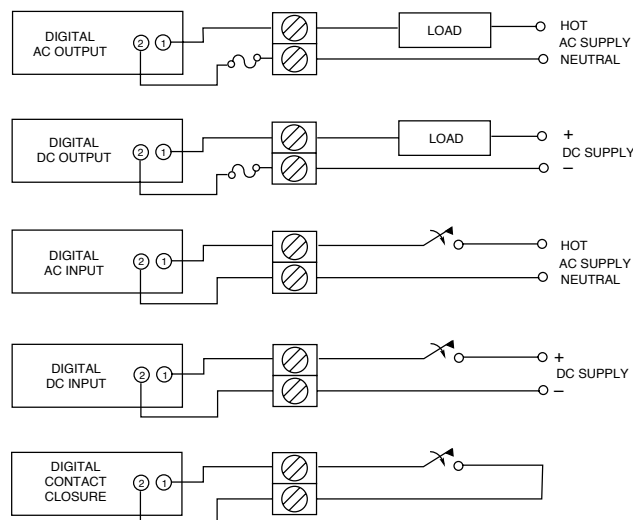 DIGITAL
AC OUTPUT
2 1
LOAD
HOT
AC SUPPLY
NEUTRAL
DIGITAL
DC OUTPUT
2 1
LOAD
+
DC SUPPLY
–
DIGITAL
AC INPUT
2 1
HOT
AC SUPPLY
NEUTRAL
DIGITAL
DC INPUT
2 1
+
DC SUPPLY
–
DIGITAL
CONTACT
CLOSURE
2 1